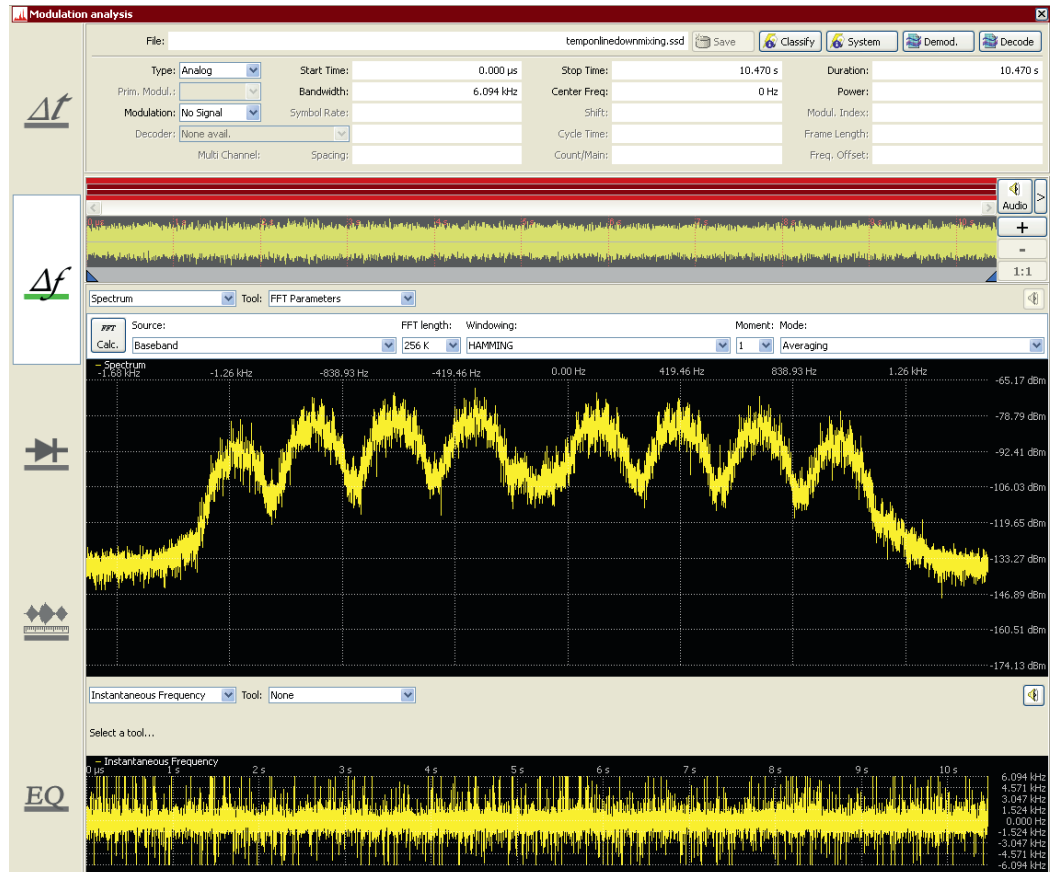 Modulation analysis
File: temponlinedownmixing.ssd Save Classify System Demod. Decode
Type: Analog Start Time: 0.000 µs Stop Time: 10.470 s Duration: 10.470 s
Prim. Modul.: Bandwidth: 6.094 kHz Center Freq: 0 Hz Power:
Modulation: No Signal Symbol Rate: Shift: Modul. Index:
Decoder: None avail. Cycle Time: Frame Length:
Multi Channel: Spacing: Count/Main: Freq. Offset:
Δt
Audio >
+
-
1:1
Δf
Spectrum Tool: FFT Parameters
FFT Calc. Source: FFT length: Windowing: Moment: Mode:
Baseband 256 K HAMMING 1 Averaging
Spectrum
-1.68 kHz -1.26 kHz -838.93 Hz -419.46 Hz 0.00 Hz 419.46 Hz 838.93 Hz 1.26 kHz
-65.17 dBm
-78.79 dBm
-92.41 dBm
-106.03 dBm
-119.65 dBm
-133.27 dBm
-146.89 dBm
-160.51 dBm
-174.13 dBm
Instantaneous Frequency Tool: None
Select a tool...
Instantaneous Frequency
0 µs 1 s 2 s 3 s 4 s 5 s 6 s 7 s 8 s 9 s 10 s
6.094 kHz
4.571 kHz
3.047 kHz
1.524 kHz
0.000 Hz
-1.524 kHz
-3.047 kHz
-4.571 kHz
-6.094 kHz
EQ